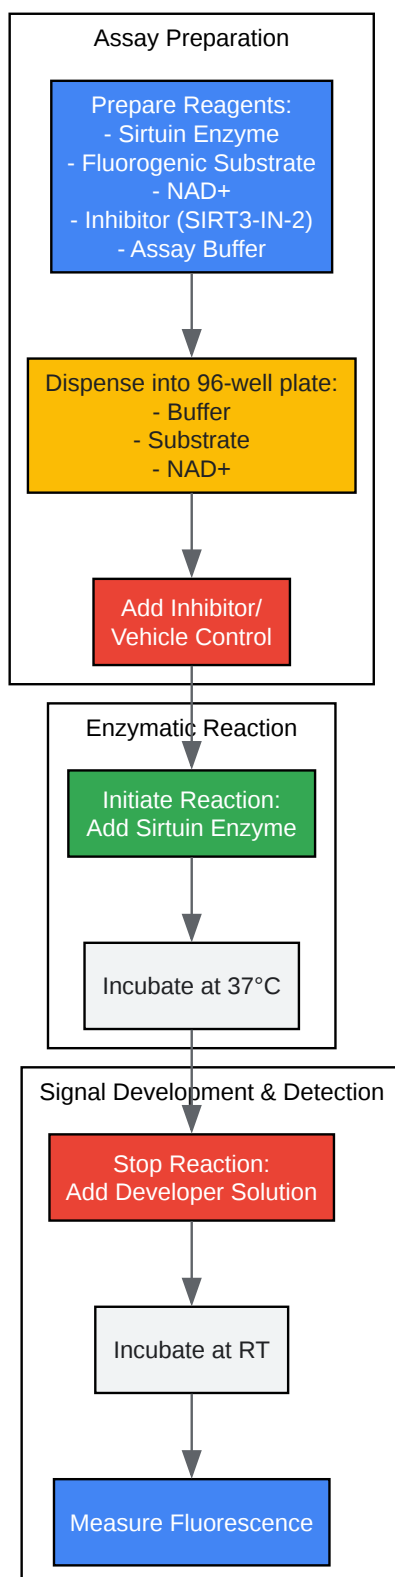 Assay Preparation
Prepare Reagents:
- Sirtuin Enzyme
- Fluorogenic Substrate
- NAD+
- Inhibitor (SIRT3-IN-2)
- Assay Buffer
Dispense into 96-well plate:
- Buffer
- Substrate
- NAD+
Add Inhibitor/
Vehicle Control
Enzymatic Reaction
Initiate Reaction:
Add Sirtuin Enzyme
Incubate at 37°C
Signal Development & Detection
Stop Reaction:
Add Developer Solution
Incubate at RT
Measure Fluorescence